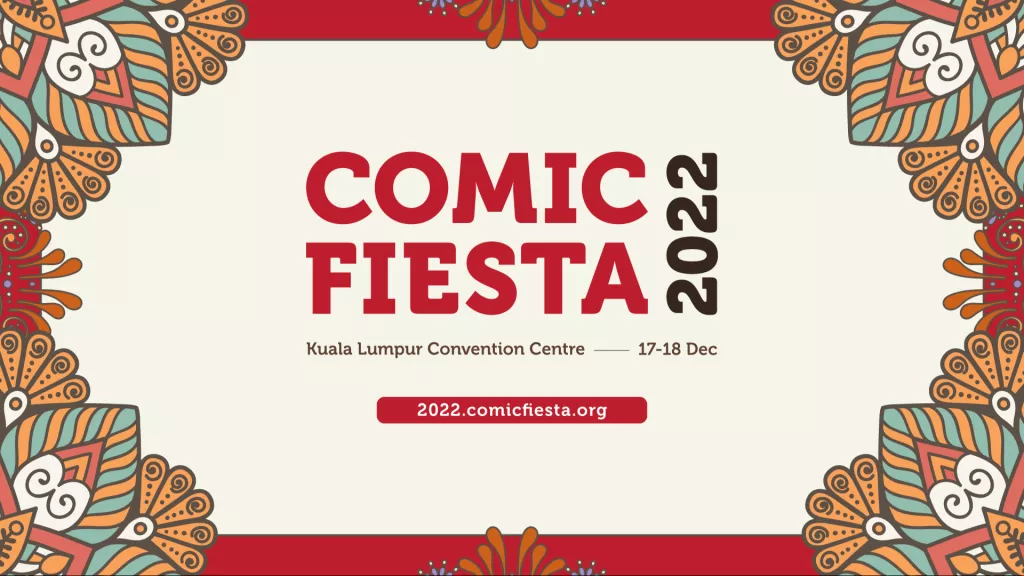 COMIC
FIESTA
2022
Kuala Lumpur Convention Centre —— 17-18 Dec
2022.comicfiesta.org